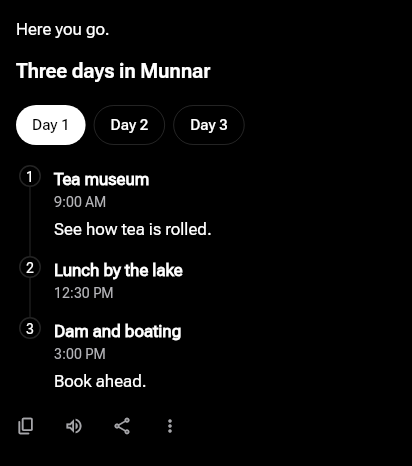 Here you go.
Three days in Munnar
Day 1 Day 2 Day 3
1 Tea museum
9:00 AM
See how tea is rolled.
2 Lunch by the lake
12:30 PM
3 Dam and boating
3:00 PM
Book ahead.